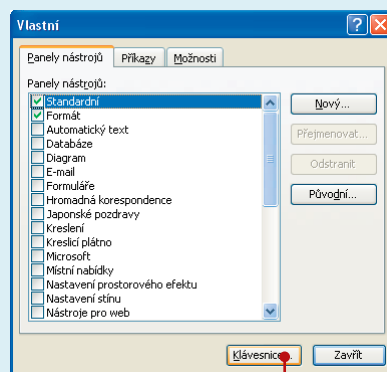 Vlastní
Panely nástrojů Příkazy Možnosti
Panely nástrojů:
Standardní
Formát
Automatický text
Databáze
Diagram
E-mail
Formuláře
Hromadná korespondence
Japonské pozdravy
Kreslení
Kreslicí plátno
Microsoft
Místní nabídky
Nastavení prostorového efektu
Nastavení stínu
Nástroje pro web
Nový...
Přejmenovat...
Odstranit
Původní...
Klávesnice...
Zavřít